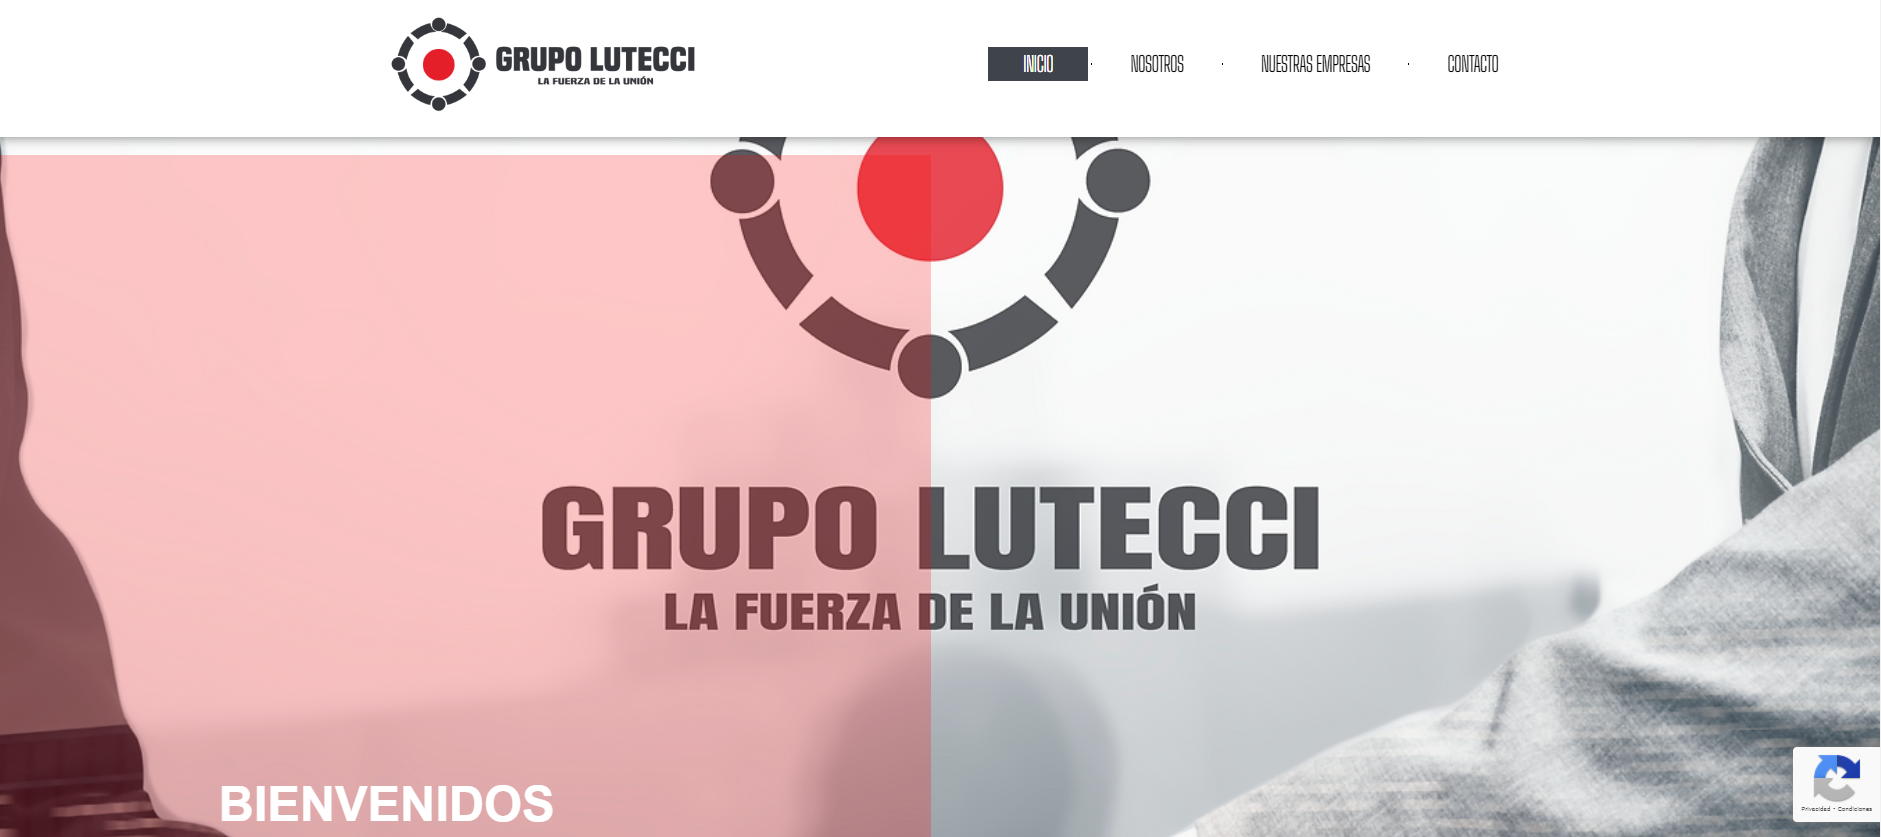 GRUPO LUTECCI
LA FUERZA DE LA UNIÓN
INICIO
NOSOTROS
NUESTRAS EMPRESAS
CONTACTO
GRUPO LUTECCI
LA FUERZA DE LA UNIÓN
BIENVENIDOS
Privacidad - Condiciones